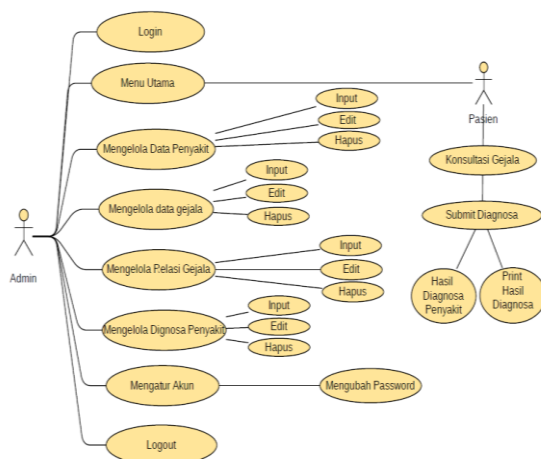 Login
Menu Utama
Pasien
Input
Edit
Hapus
Mengelola Data Penyakit
Konsultasi Gejala
Input
Edit
Hapus
Mengelola data gejala
Submit Diagnosa
Admin
Input
Edit
Hapus
Mengelola Relasi Gejala
Hasil
Diagnosa
Penyakit
Print
Hasil
Diagnosa
Input
Edit
Hapus
Mengelola Dignosa Penyakit
Mengatur Akun
Mengubah Password
Logout